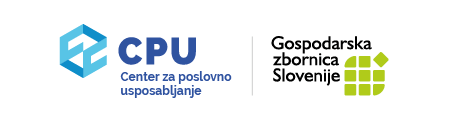 CPU
Center za poslovno
usposabljanje
Gospodarska
zbornica
Slovenije